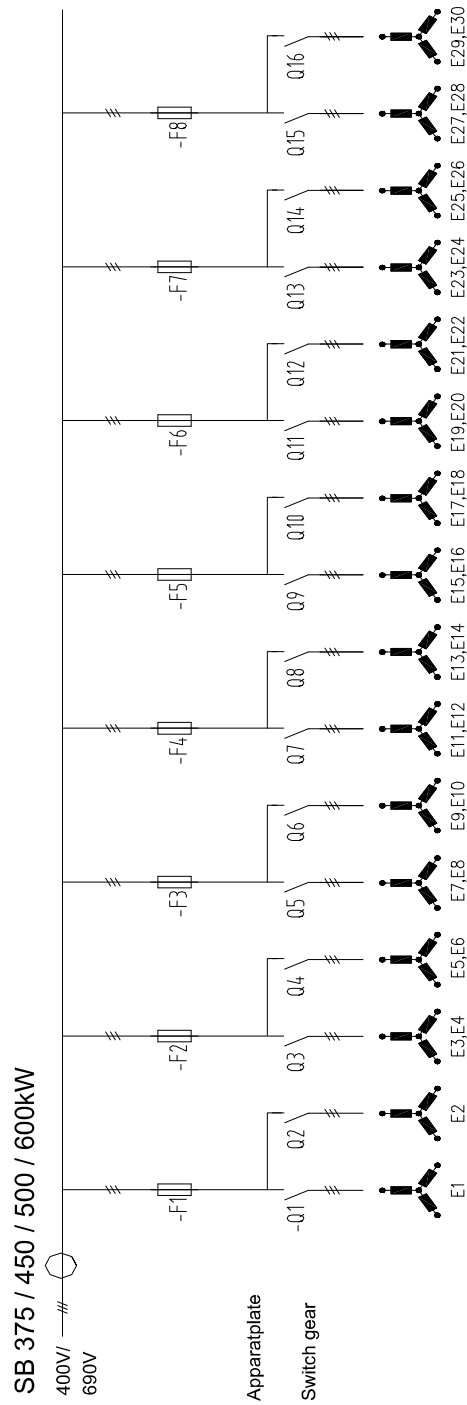 SB 375 / 450 / 500 / 600kW
400V/
690V
-F1
-F2
-F3
-F4
-F5
-F6
-F7
-F8
Apparatplate
Switch gear
-Q1
Q2
Q3
Q4
Q5
Q6
Q7
Q8
Q9
Q10
Q11
Q12
Q13
Q14
Q15
Q16
E1
E2
E3,E4
E5,E6
E7,E8
E9,E10
E11,E12
E13,E14
E15,E16
E17,E18
E19,E20
E21,E22
E23,E24
E25,E26
E27,E28
E29,E30